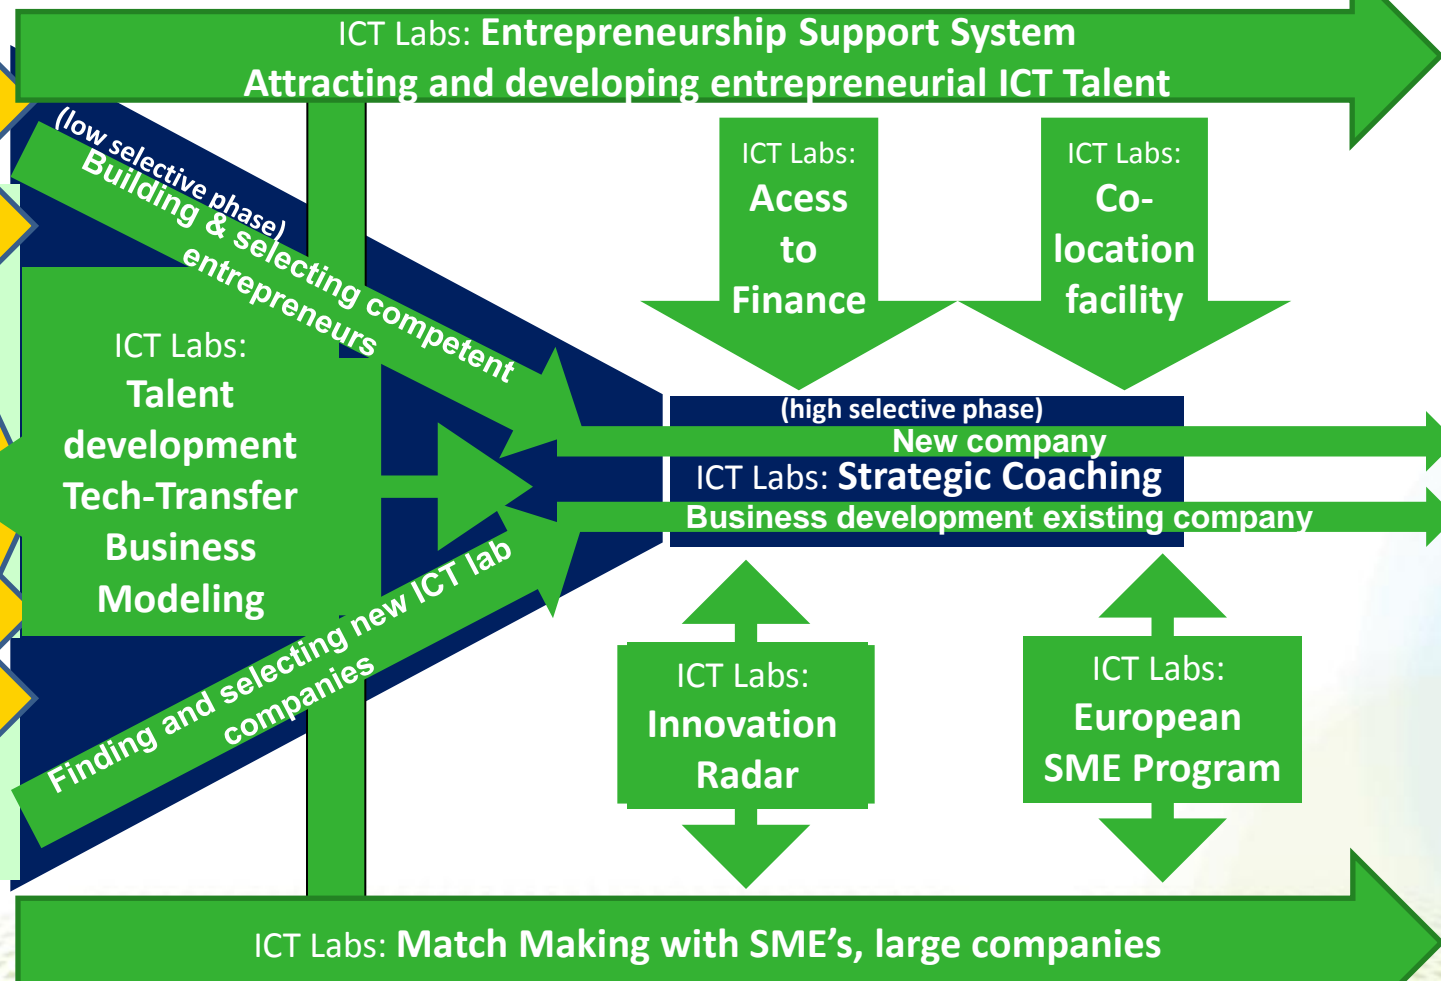 ICT Labs: Entrepreneurship Support System
Attracting and developing entrepreneurial ICT Talent
(low selective phase)
Building & selecting competent
entrepreneurs
ICT Labs:
Talent
development
Tech-Transfer
Business
Modeling
Finding and selecting new ICT lab
companies
ICT Labs:
Acess
to
Finance
ICT Labs:
Co-
location
facility
(high selective phase)
New company
ICT Labs: Strategic Coaching
Business development existing company
ICT Labs:
Innovation
Radar
ICT Labs:
European
SME Program
ICT Labs: Match Making with SME's, large companies